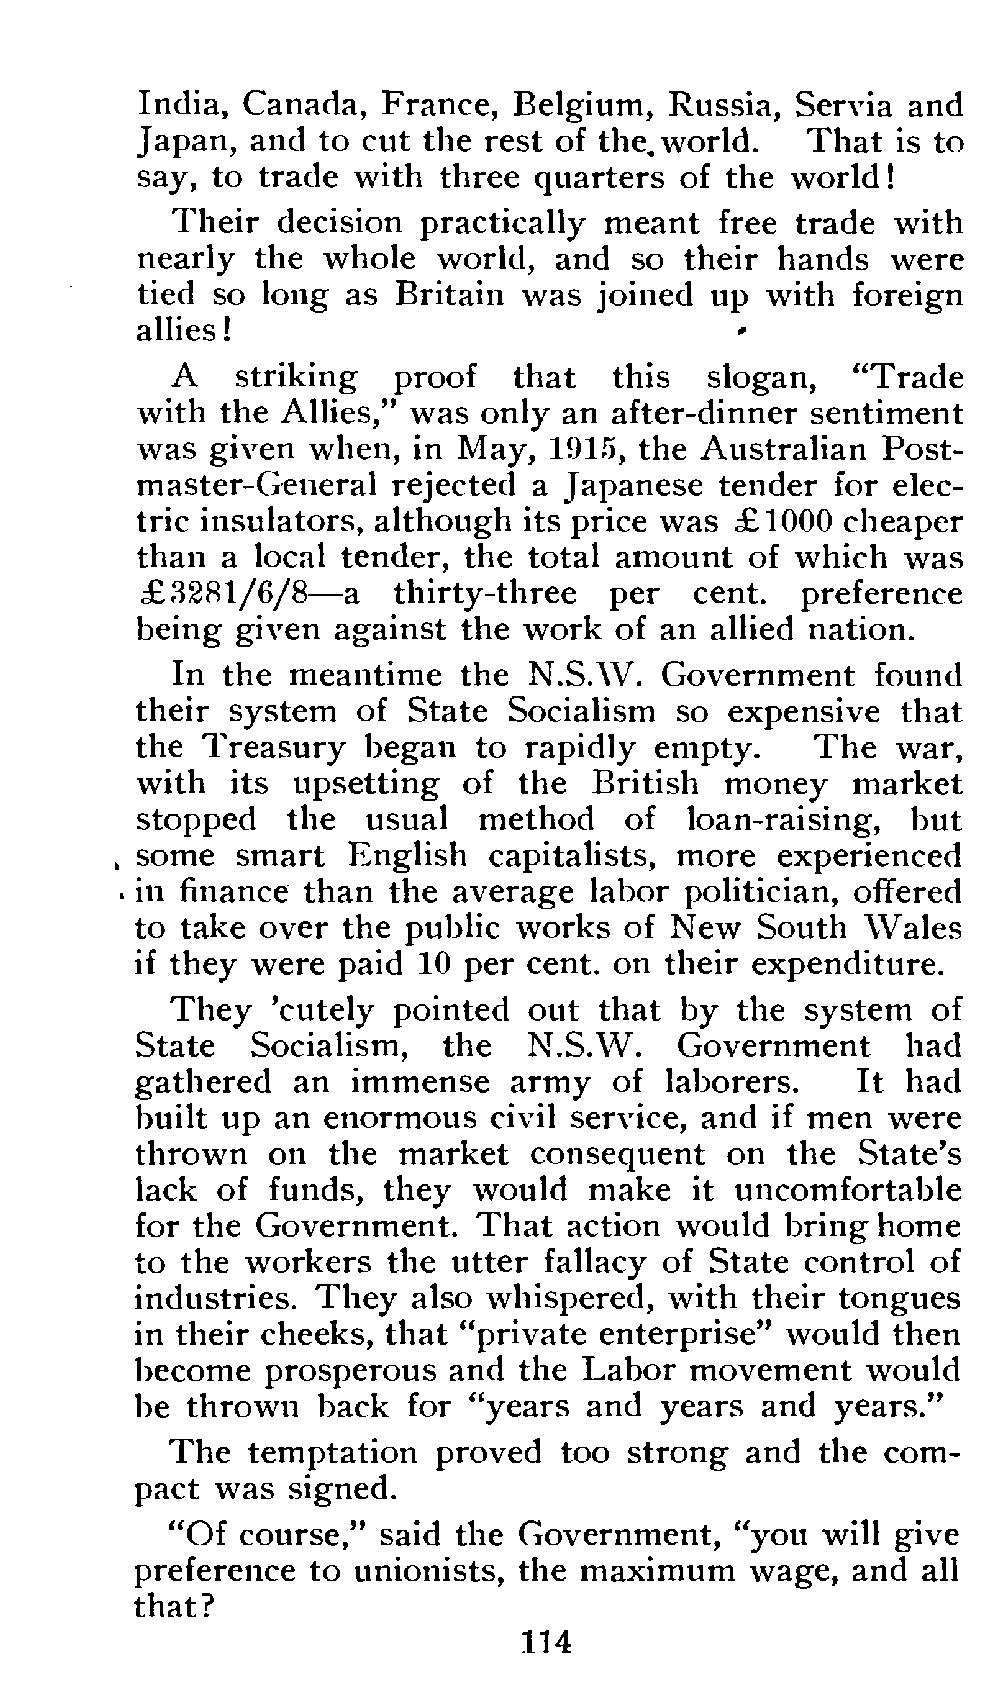 India, Canada, France, Belgium, Russia, Servia and
Japan, and to cut the rest of the world. That is to
say, to trade with three quarters of the world!
Their decision practically meant free trade with
nearly the whole world, and so their hands were
tied so long as Britain was joined up with foreign
allies!
A striking proof that this slogan, "Trade
with the Allies," was only an after-dinner sentiment
was given when, in May, 1915, the Australian Post-
master-General rejected a Japanese tender for elec-
tric insulators, although its price was £1000 cheaper
than a local tender, the total amount of which was
£3281/6/8—a thirty-three per cent. preference
being given against the work of an allied nation.
In the meantime the N.S.W. Government found
their system of State Socialism so expensive that
the Treasury began to rapidly empty. The war,
with its upsetting of the British money market
stopped the usual method of loan-raising, but
some smart English capitalists, more experienced
in finance than the average labor politician, offered
to take over the public works of New South Wales
if they were paid 10 per cent. on their expenditure.
They 'cutely pointed out that by the system of
State Socialism, the N.S.W. Government had
gathered an immense army of laborers. It had
built up an enormous civil service, and if men were
thrown on the market consequent on the State's
lack of funds, they would make it uncomfortable
for the Government. That action would bring home
to the workers the utter fallacy of State control of
industries. They also whispered, with their tongues
in their cheeks, that "private enterprise" would then
become prosperous and the Labor movement would
be thrown back for "years and years and years."
The temptation proved too strong and the com-
pact was signed.
"Of course," said the Government, "you will give
preference to unionists, the maximum wage, and all
that?
114